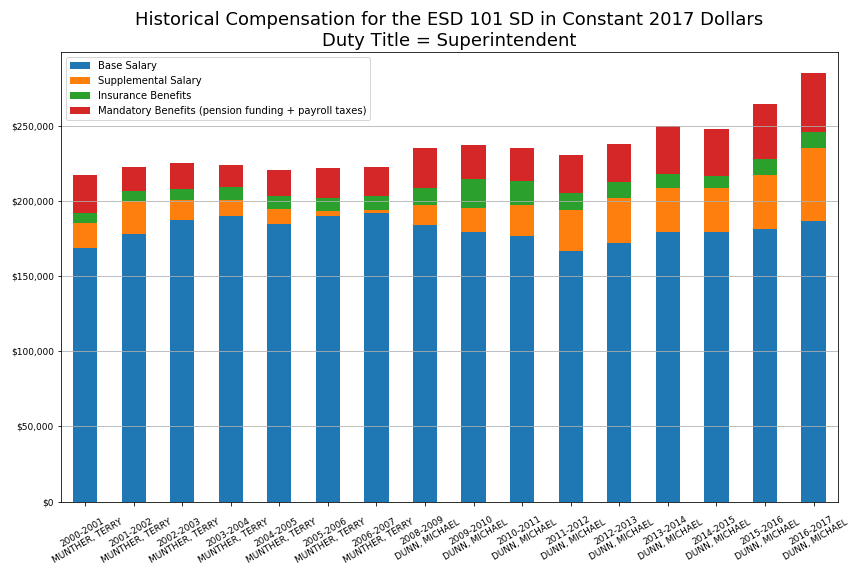 Historical Compensation for the ESD 101 SD in Constant 2017 Dollars
Duty Title = Superintendent
Base Salary
Supplemental Salary
Insurance Benefits
Mandatory Benefits (pension funding + payroll taxes)
$250,000
$200,000
$150,000
$100,000
$50,000
$0
2000-2001
MUNTHER, TERRY
2001-2002
MUNTHER, TERRY
2002-2003
MUNTHER, TERRY
2003-2004
MUNTHER, TERRY
2004-2005
MUNTHER, TERRY
2005-2006
MUNTHER, TERRY
2006-2007
MUNTHER, TERRY
2008-2009
DUNN, MICHAEL
2009-2010
DUNN, MICHAEL
2010-2011
DUNN, MICHAEL
2011-2012
DUNN, MICHAEL
2012-2013
DUNN, MICHAEL
2013-2014
DUNN, MICHAEL
2014-2015
DUNN, MICHAEL
2015-2016
DUNN, MICHAEL
2016-2017
DUNN, MICHAEL